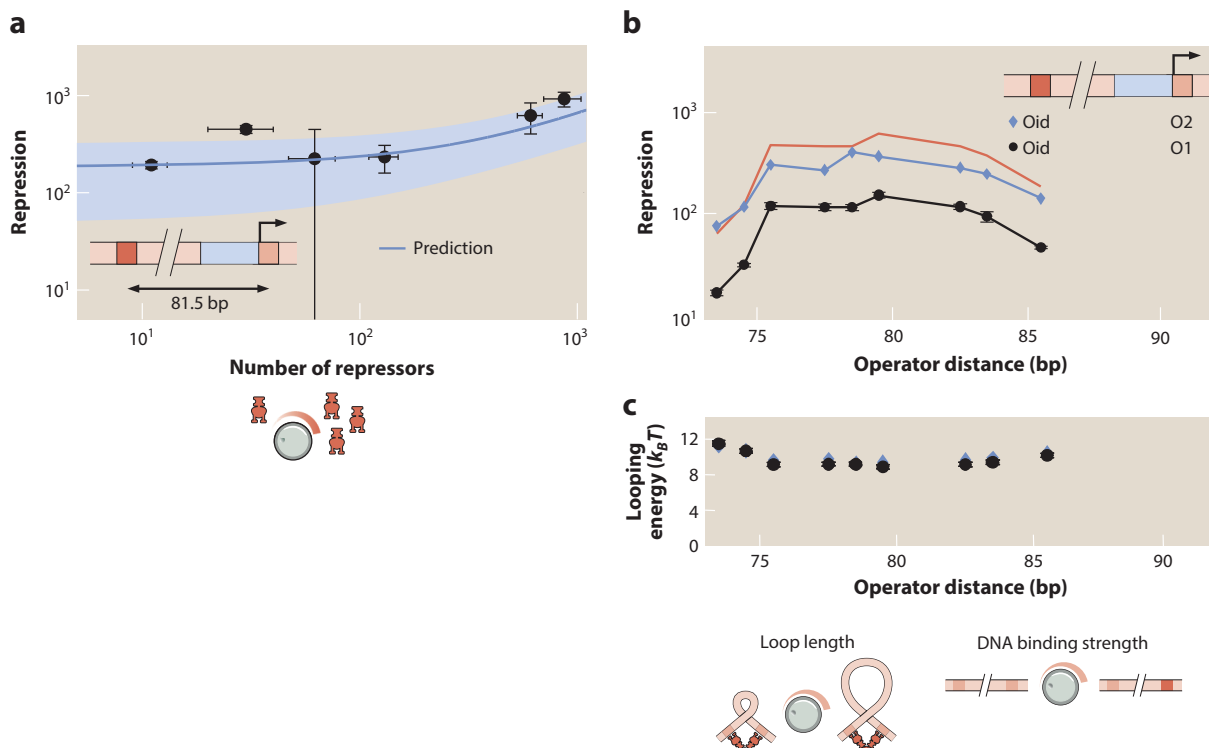 a
Repression
10³
10²
10¹
Prediction
81.5 bp
10¹
10²
10³
Number of repressors
b
Repression
10³
10²
10¹
Oid O2
Oid O1
75
80
85
90
Operator distance (bp)
c
Looping
energy (k_BT)
12
8
4
0
75
80
85
90
Operator distance (bp)
Loop length
DNA binding strength